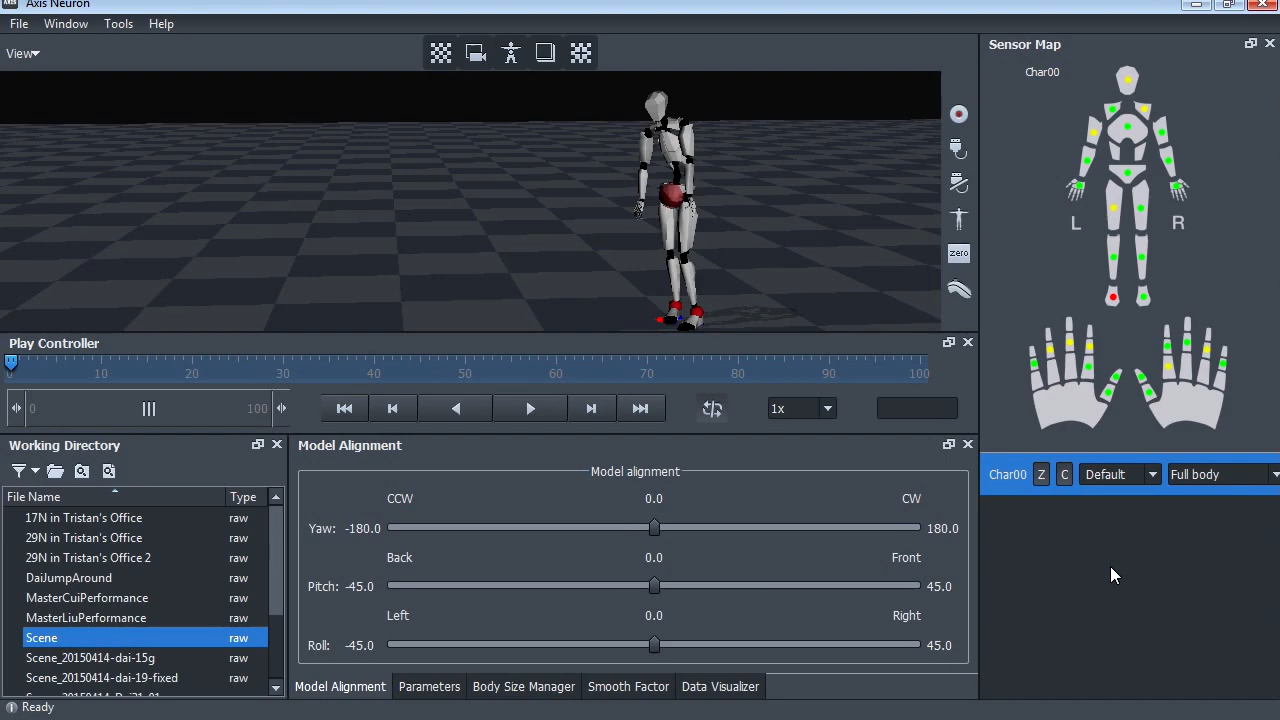 Axis Neuron
File Window Tools Help
View
Sensor Map
Char00
zero
L R
Play Controller
0 10 20 30 40 50 60 70 80 90 100
0 100 1x
Working Directory
File Name Type
17N in Tristan's Office raw
29N in Tristan's Office raw
29N in Tristan's Office 2 raw
DaiJumpAround raw
MasterCuiPerformance raw
MasterLiuPerformance raw
Scene raw
Scene_20150414-dai-15g raw
Scene_20150414-dai-19-fixed raw
Model Alignment
Model alignment
CCW 0.0 CW
Yaw: -180.0 180.0
Back 0.0 Front
Pitch: -45.0 45.0
Left 0.0 Right
Roll: -45.0 45.0
Model Alignment Parameters Body Size Manager Smooth Factor Data Visualizer
Char00 Z C Default Full body
Ready